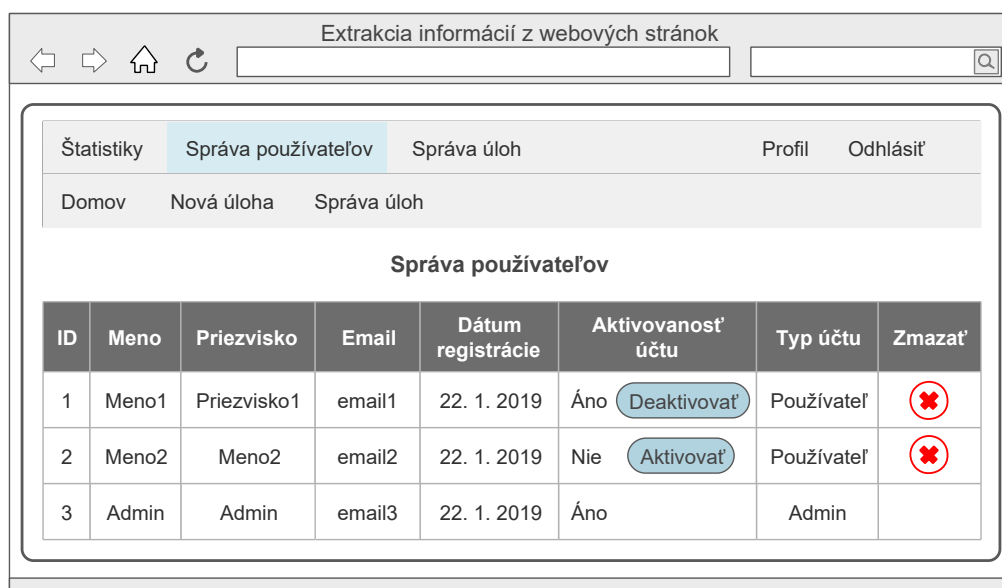 Extrakcia informácií z webových stránok
Štatistiky Správa používateľov Správa úloh Profil Odhlásiť
Domov Nová úloha Správa úloh
Správa používateľov
ID Meno Priezvisko Email Dátum registrácie Aktivovanosť účtu Typ účtu Zmazať
1 Meno1 Priezvisko1 email1 22. 1. 2019 Áno Deaktivovať Používateľ
2 Meno2 Meno2 email2 22. 1. 2019 Nie Aktivovať Používateľ
3 Admin Admin email3 22. 1. 2019 Áno Admin